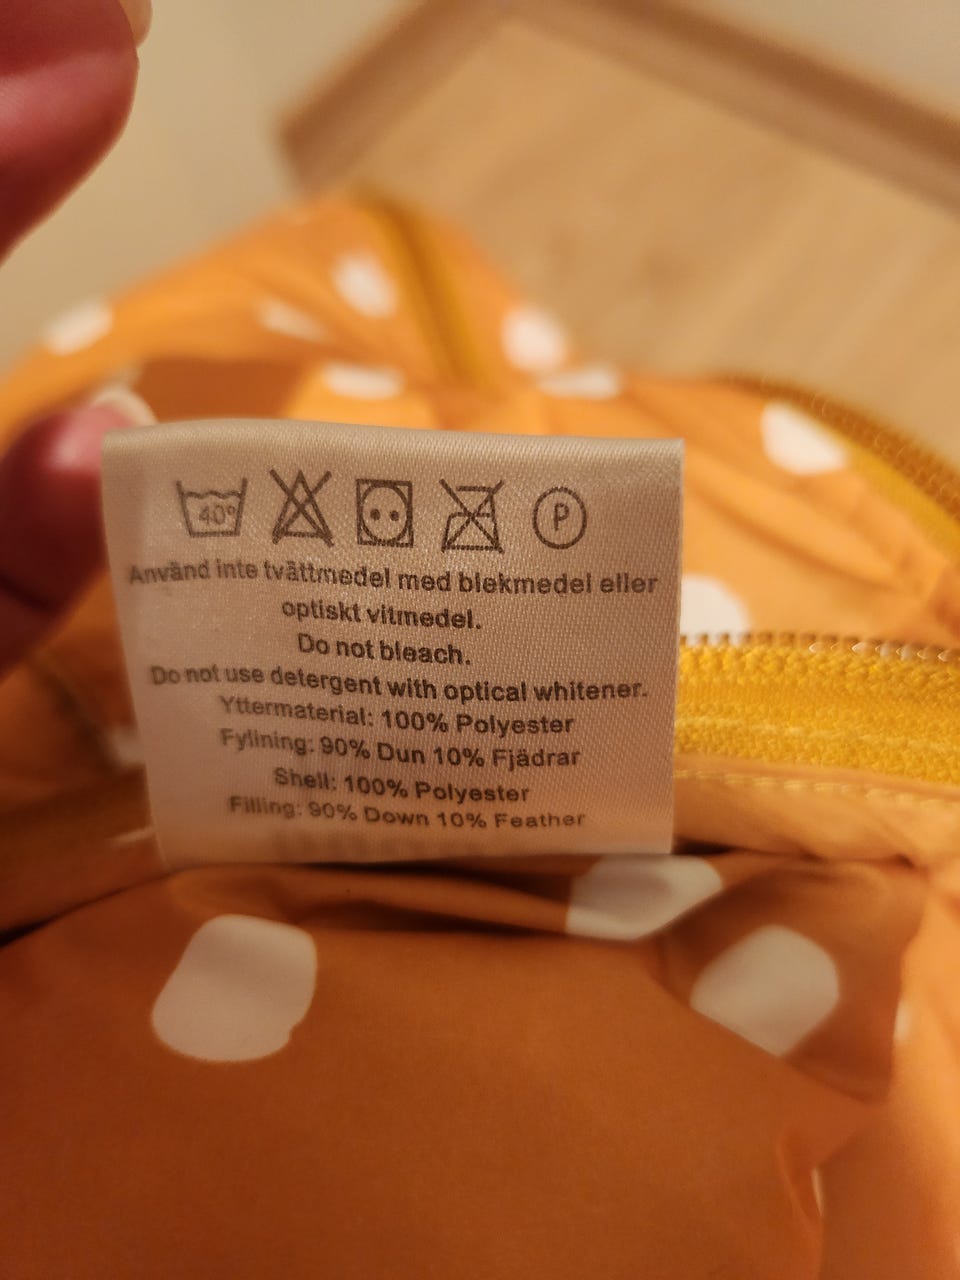 40°
P
Använd inte tvättmedel med blekmedel eller
optiskt vitmedel.
Do not bleach.
Do not use detergent with optical whitener.
Yttermaterial: 100% Polyester
Fyllning: 90% Dun 10% Fjädrar
Shell: 100% Polyester
Filling: 90% Down 10% Feather